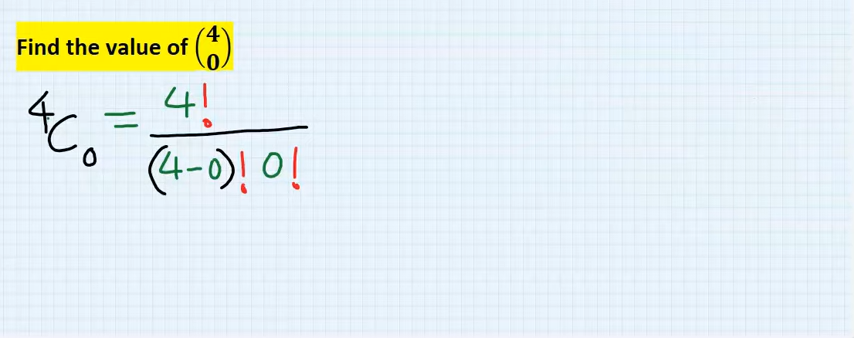 Find the value of (4 0)
⁴C₀ = 4! / (4-0)! 0!